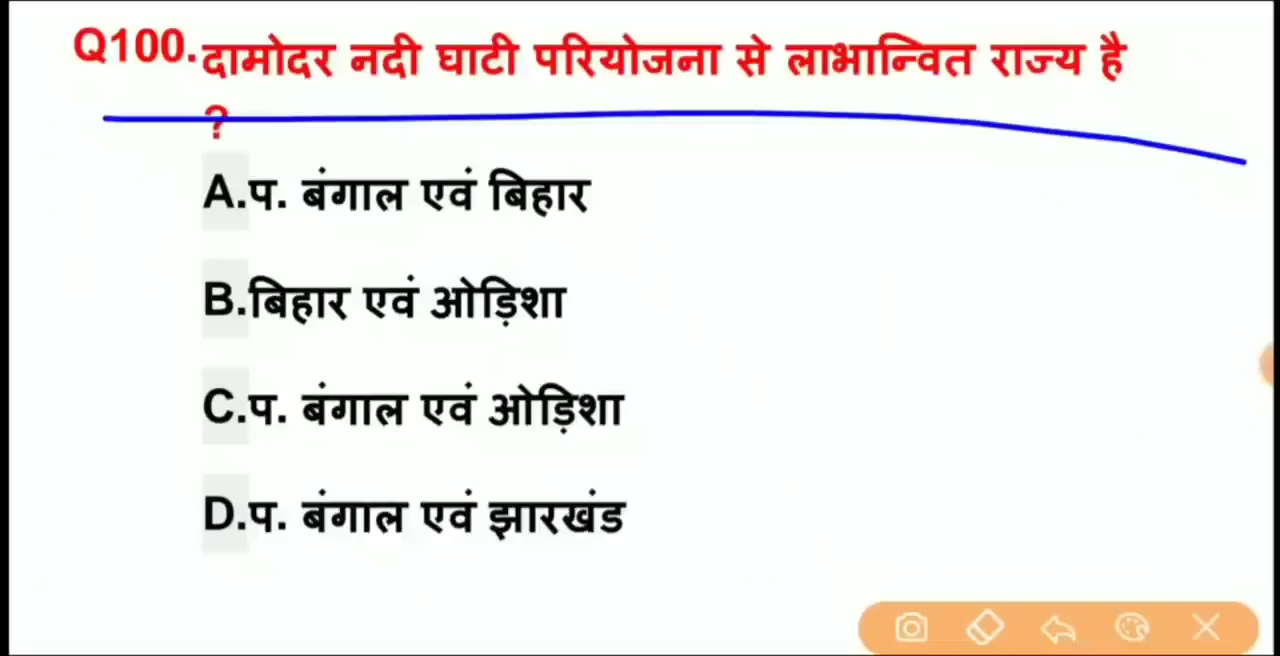 Q100.दामोदर नदी घाटी परियोजना से लाभान्वित राज्य है
?
A.प. बंगाल एवं बिहार
B.बिहार एवं ओड़िशा
C.प. बंगाल एवं ओड़िशा
D.प. बंगाल एवं झारखंड